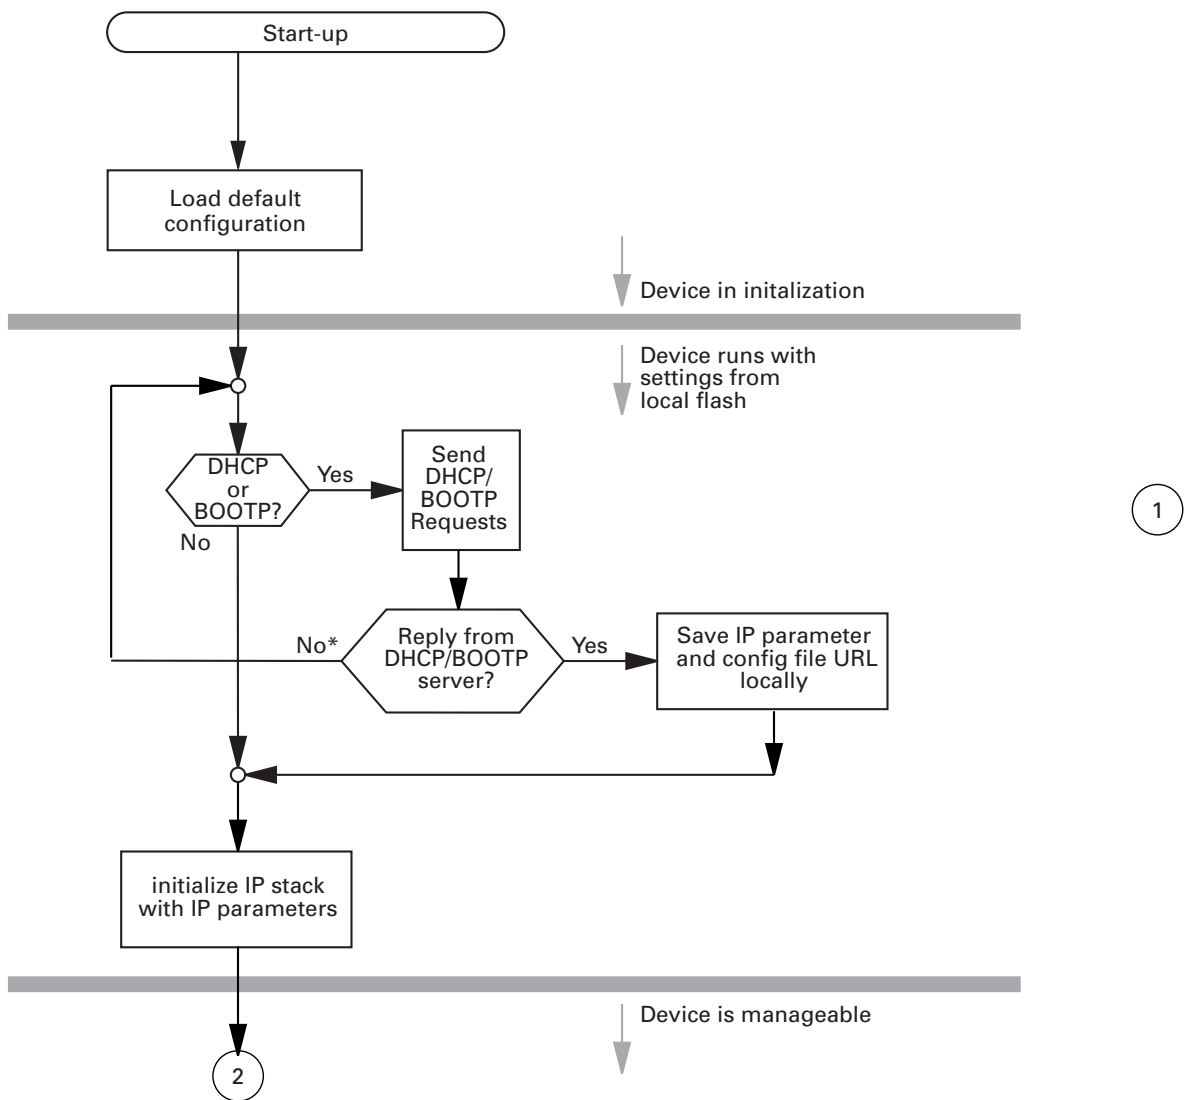 Start-up
Load default
configuration
Device in initalization
Device runs with
settings from
local flash
DHCP
or
BOOTP?
Yes
No
Send
DHCP/
BOOTP
Requests
1
No*
Reply from
DHCP/BOOTP
server?
Yes
Save IP parameter
and config file URL
locally
initialize IP stack
with IP parameters
Device is manageable
2